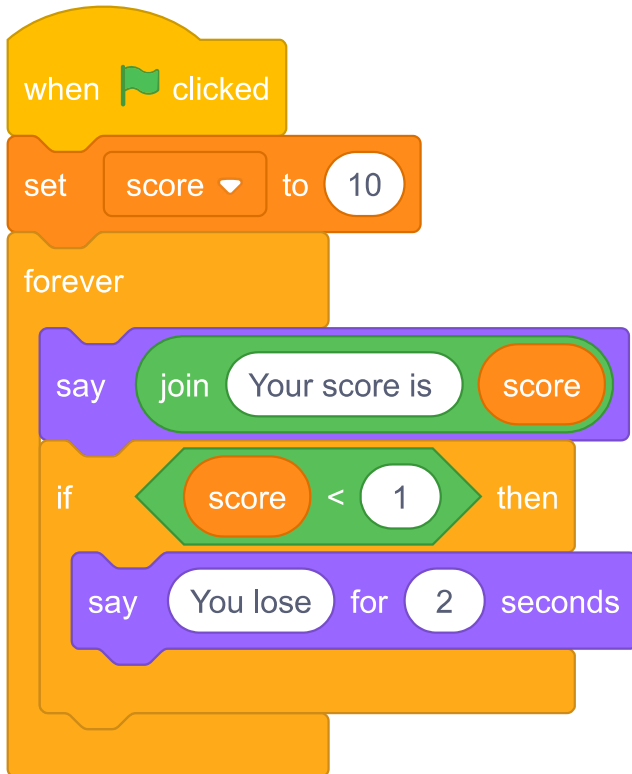 when clicked
set score to 10
forever
say join Your score is score
if score < 1 then
say You lose for 2 seconds